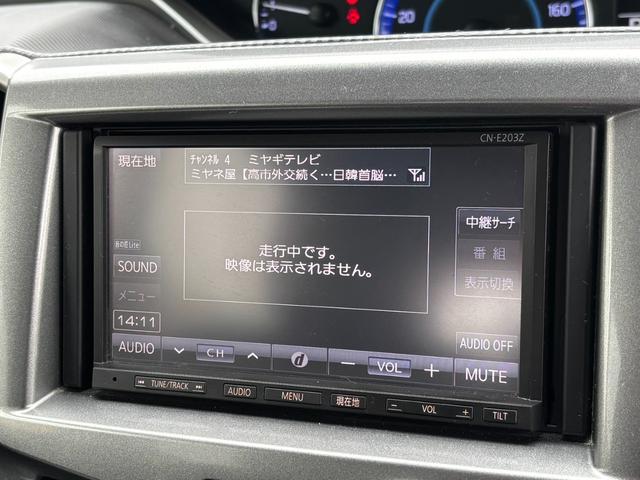 20
160
CN-E203Z
現在地
チャンネル 4 ミヤギテレビ
ミヤネ屋【高市外交続く…日韓首脳…
走行中です。
映像は表示されません。
中継サーチ
番組
表示切換
SOUND
メニュー
14:11
AUDIO OFF
AUDIO
CH
d
VOL
MUTE
TUNE/TRACK
AUDIO
MENU
現在地
− VOL +
TILT